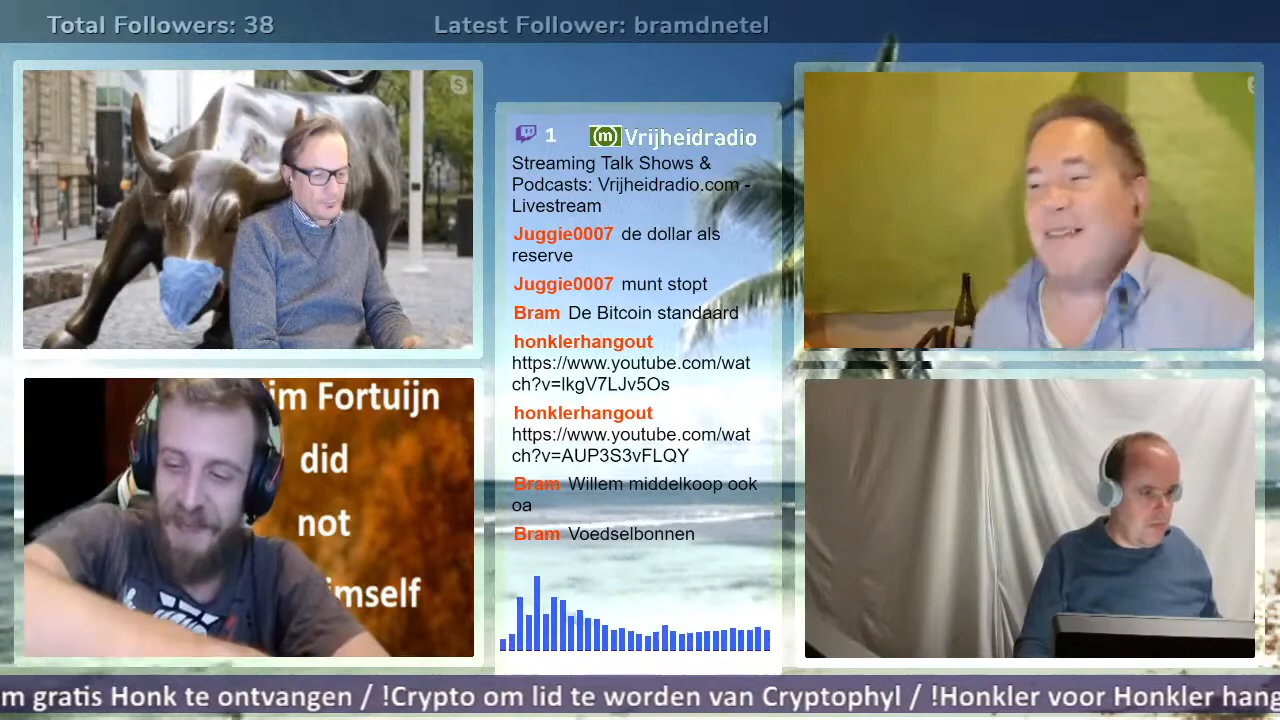 Total Followers: 38
Latest Follower: bramdnetel
1
(m) Vrijheidradio
Streaming Talk Shows &
Podcasts: Vrijheidradio.com -
Livestream
Juggie0007 de dollar als
reserve
Juggie0007 munt stopt
Bram De Bitcoin standaard
honklerhangout
https://www.youtube.com/wat
ch?v=lkgV7LJv5Os
honklerhangout
https://www.youtube.com/wat
ch?v=AUP3S3vFLQY
Bram Willem middelkoop ook
oa
Bram Voedselbonnen
im Fortuijn
did
not
imself
m gratis Honk te ontvangen / !Crypto om lid te worden van Cryptophyl / !Honkler voor Honkler hang